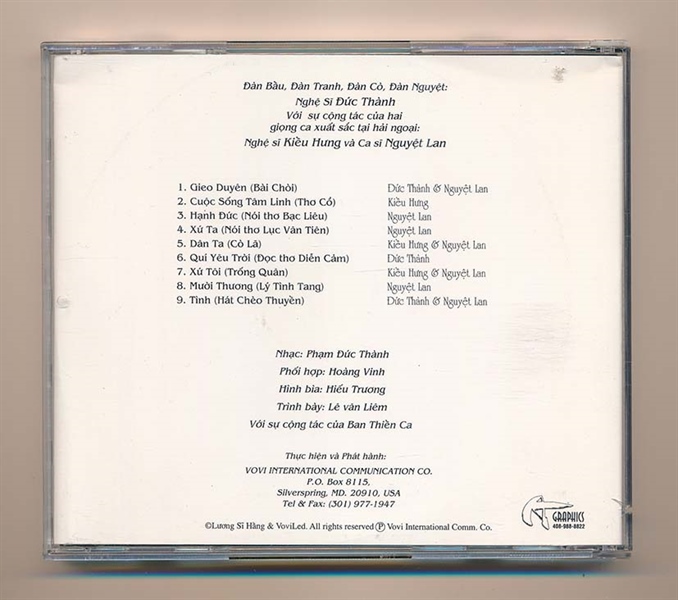 Đàn Bầu, Đàn Tranh, Đàn Cò, Đàn Nguyệt:
Nghệ Sĩ Đức Thành
Với sự cộng tác của hai
giọng ca xuất sắc tại hải ngoại:
Nghệ sĩ Kiều Hưng và Ca sĩ Nguyệt Lan
1. Gieo Duyên (Bài Chòi) Đức Thành & Nguyệt Lan
2. Cuộc Sống Tâm Linh (Thơ Cổ) Kiều Hưng
3. Hạnh Đức (Nói thơ Bạc Liêu) Nguyệt Lan
4. Xứ Ta (Nói thơ Lục Vân Tiên) Nguyệt Lan
5. Dân Ta (Cò Lả) Kiều Hưng & Nguyệt Lan
6. Quí Yêu Trời (Đọc thơ Diễn Cảm) Đức Thành
7. Xứ Tôi (Trống Quân) Kiều Hưng & Nguyệt Lan
8. Mười Thương (Lý Tình Tang) Nguyệt Lan
9. Tình (Hát Chèo Thuyền) Đức Thành & Nguyệt Lan
Nhạc: Phạm Đức Thành
Phối hợp: Hoàng Vinh
Hình bìa: Hiếu Trương
Trình bày: Lê văn Liêm
Với sự cộng tác của Ban Thiền Ca
Thực hiện và Phát hành:
VOVI INTERNATIONAL COMMUNICATION CO.
P.O. Box 8115,
Silverspring, MD. 20910, USA
Tel & Fax: (301) 977-1947
GRAPHICS
408-988-8822
©Lương Sĩ Hằng & VoviLed. All rights reserved Ⓟ Vovi International Comm. Co.